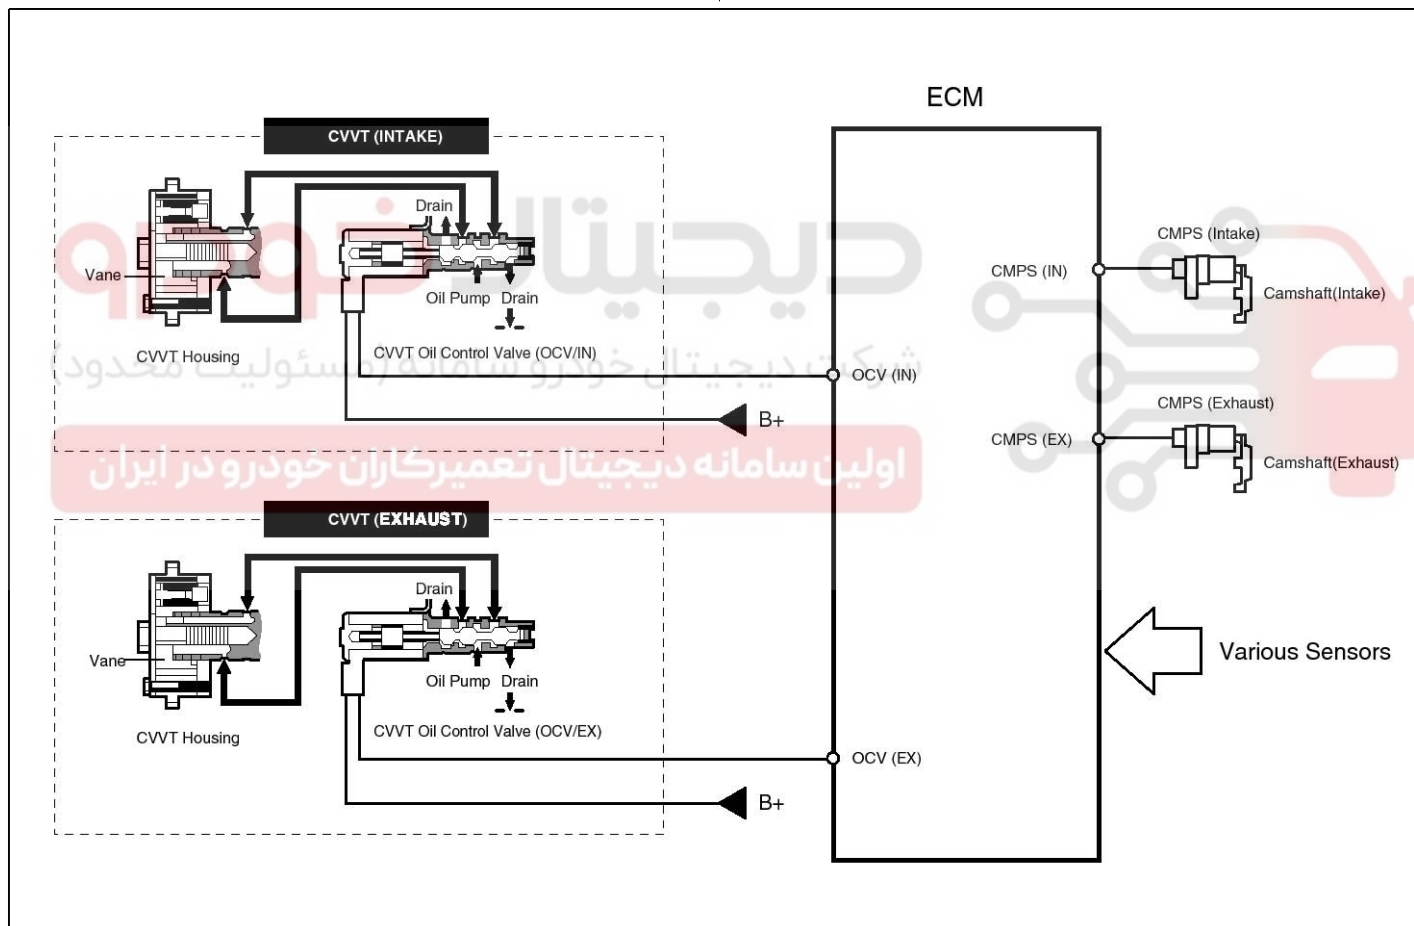 ECM
CVVT (INTAKE)
Drain
Vane
Oil Pump Drain
CVVT Housing
CVVT Oil Control Valve (OCV/IN)
OCV (IN)
B+
CMPS (Intake)
CMPS (IN)
Camshaft(Intake)
CMPS (Exhaust)
CMPS (EX)
Camshaft(Exhaust)
دیجیتال خودرو
شرکت دیجیتال خودرو سامانه (مسئولیت محدود)
اولین سامانه دیجیتال تعمیرکاران خودرو در ایران
CVVT (EXHAUST)
Drain
Vane
Oil Pump Drain
CVVT Housing
CVVT Oil Control Valve (OCV/EX)
OCV (EX)
B+
Various Sensors